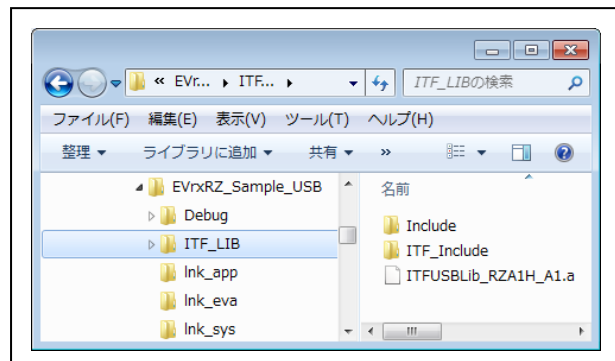 « EVr... ▸ ITF... ▸ ITF_LIBの検索
ファイル(F) 編集(E) 表示(V) ツール(T) ヘルプ(H)
整理 ▼ ライブラリに追加 ▼ 共有 ▼ »
EVrxRZ_Sample_USB
Debug
ITF_LIB
lnk_app
lnk_eva
lnk_sys
名前
Include
ITF_Include
ITFUSBLib_RZA1H_A1.a